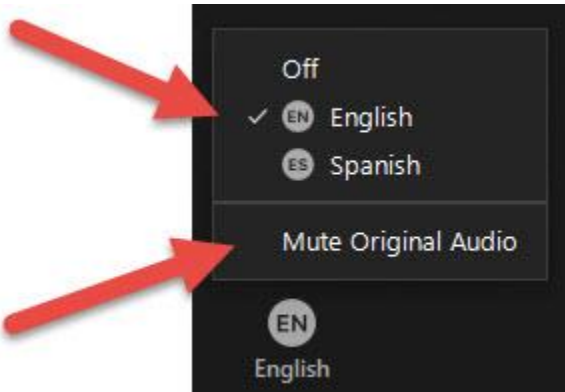 Off
EN English
ES Spanish
Mute Original Audio
EN
English